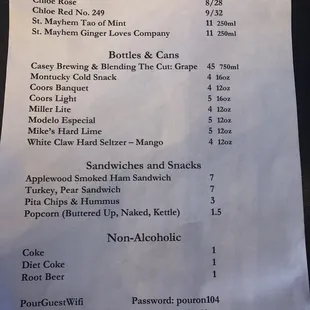 Chloe Rose 8/28
Chloe Red No. 249 9/32
St. Mayhem Tao of Mint 11 250ml
St. Mayhem Ginger Loves Company 11 250ml
Bottles & Cans
Casey Brewing & Blending The Cut: Grape 45 750ml
Montucky Cold Snack 4 16oz
Coors Banquet 4 12oz
Coors Light 5 16oz
Miller Lite 4 12oz
Modelo Especial 5 12oz
Mike's Hard Lime 5 12oz
White Claw Hard Seltzer – Mango 4 12oz
Sandwiches and Snacks
Applewood Smoked Ham Sandwich 7
Turkey, Pear Sandwich 7
Pita Chips & Hummus 3
Popcorn (Buttered Up, Naked, Kettle) 1.5
Non-Alcoholic
Coke 1
Diet Coke 1
Root Beer 1
PourGuestWifi Password: pouron104